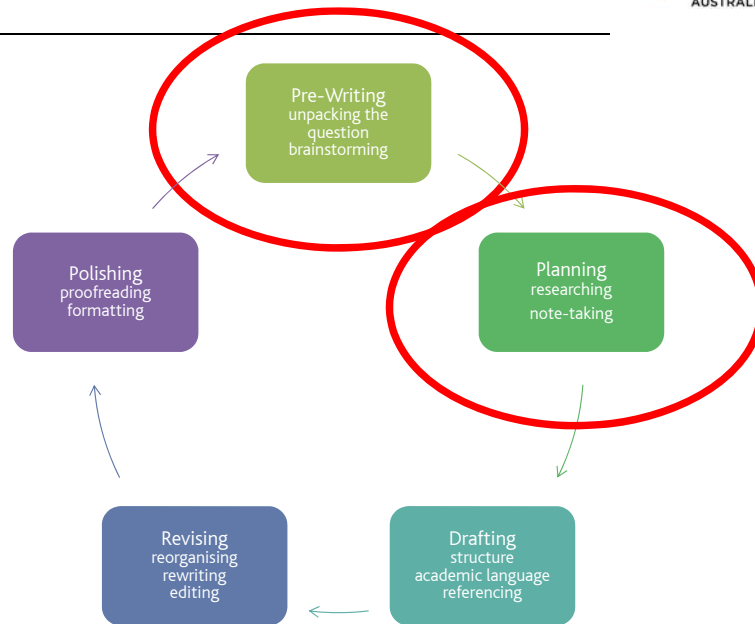 AUSTRALI
Pre-Writing
unpacking the
question
brainstorming
Planning
researching
note-taking
Polishing
proofreading
formatting
Revising
reorganising
rewriting
editing
Drafting
structure
academic language
referencing